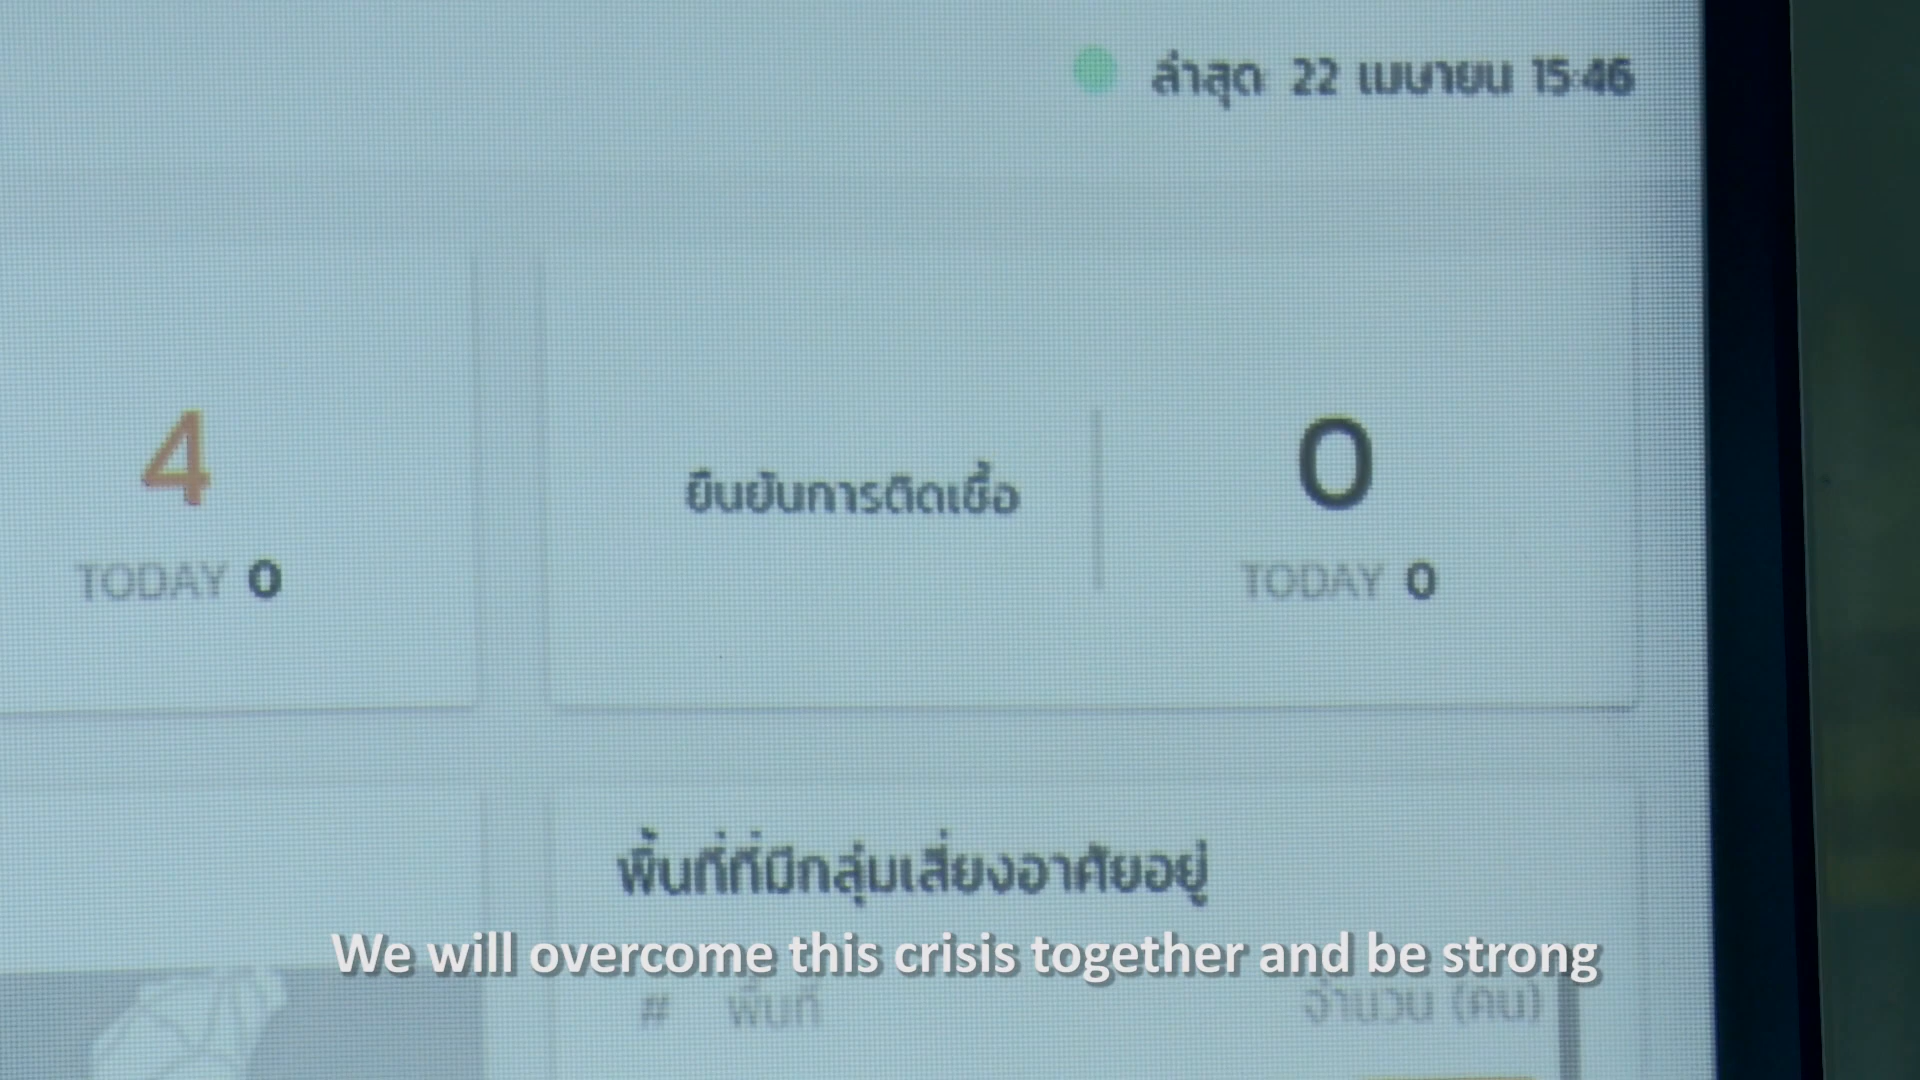 ล่าสุด 22 เมษายน 15:46
4
TODAY 0
ยืนยันการติดเชื้อ
0
TODAY 0
พื้นที่ที่มีกลุ่มเสี่ยงอาศัยอยู่
We will overcome this crisis together and be strong
# พื้นที่ จำนวน (คน)